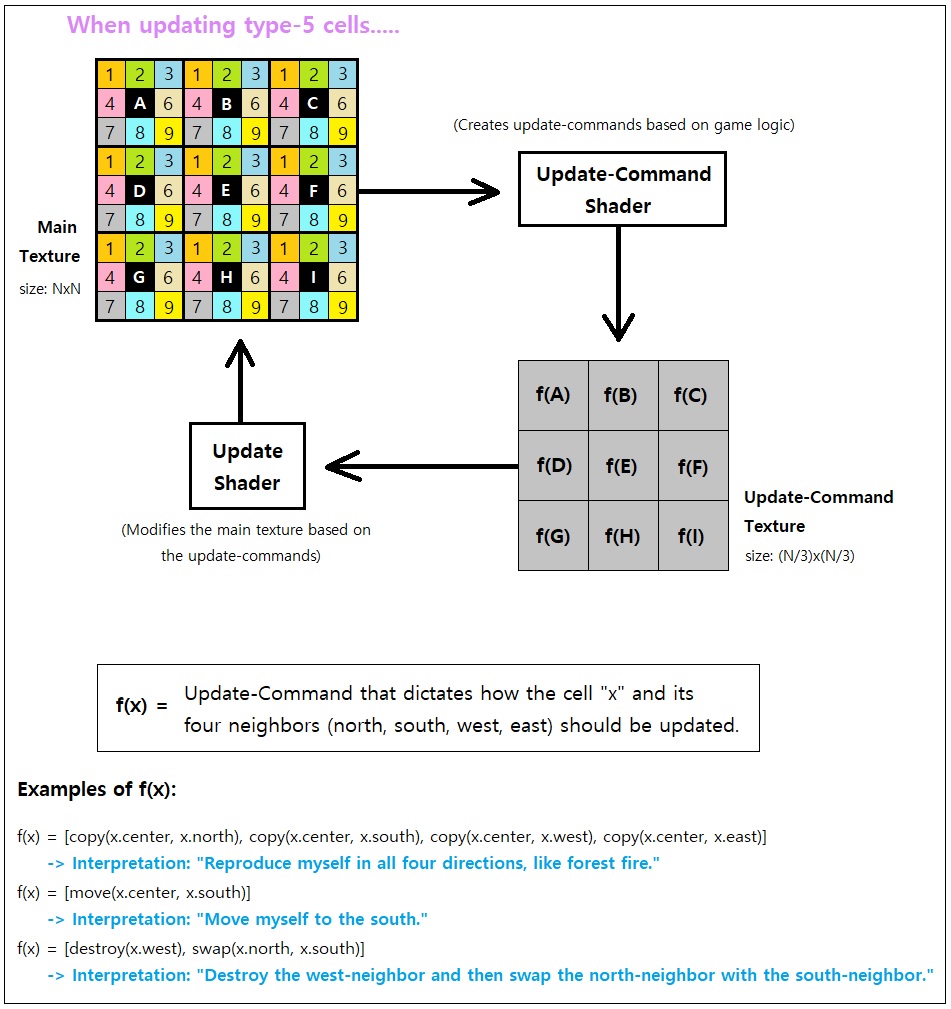 When updating type-5 cells.....
1 2 3 1 2 3 1 2 3
4 A 6 4 B 6 4 C 6
7 8 9 7 8 9 7 8 9
1 2 3 1 2 3 1 2 3
4 D 6 4 E 6 4 F 6
7 8 9 7 8 9 7 8 9
1 2 3 1 2 3 1 2 3
4 G 6 4 H 6 4 I 6
7 8 9 7 8 9 7 8 9
Main
Texture
size: NxN
(Creates update-commands based on game logic)
Update-Command
Shader
f(A) f(B) f(C)
f(D) f(E) f(F)
f(G) f(H) f(I)
Update-Command
Texture
size: (N/3)x(N/3)
Update
Shader
(Modifies the main texture based on
the update-commands)
f(x) = Update-Command that dictates how the cell "x" and its
four neighbors (north, south, west, east) should be updated.
Examples of f(x):
f(x) = [copy(x.center, x.north), copy(x.center, x.south), copy(x.center, x.west), copy(x.center, x.east)]
-> Interpretation: "Reproduce myself in all four directions, like forest fire."
f(x) = [move(x.center, x.south)]
-> Interpretation: "Move myself to the south."
f(x) = [destroy(x.west), swap(x.north, x.south)]
-> Interpretation: "Destroy the west-neighbor and then swap the north-neighbor with the south-neighbor."